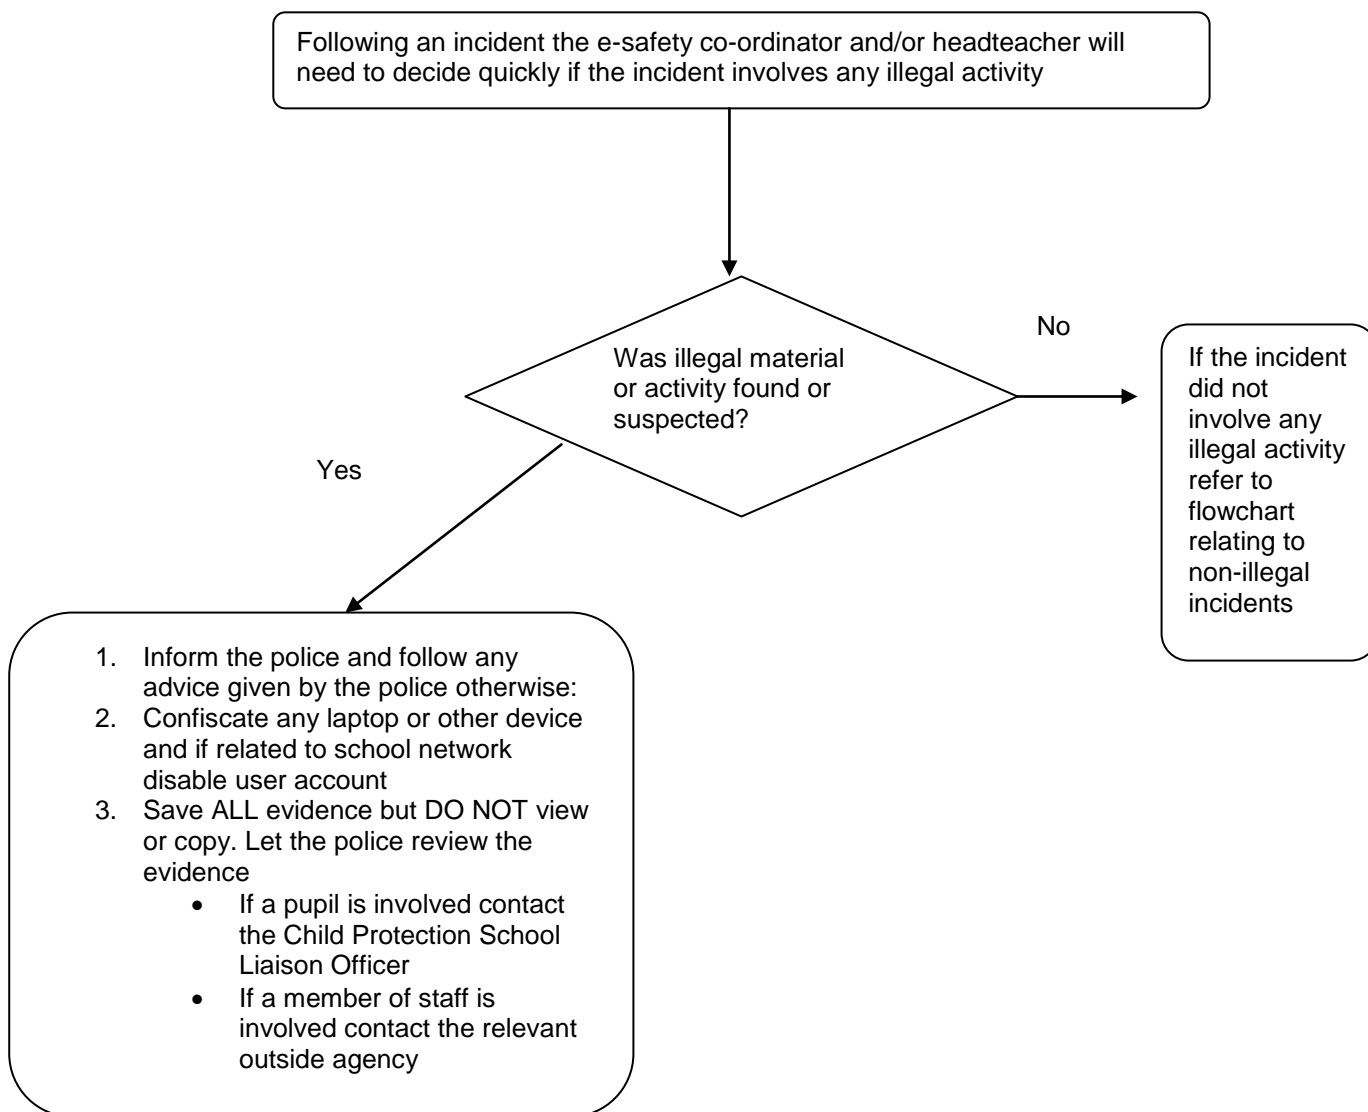 Following an incident the e-safety co-ordinator and/or headteacher will
need to decide quickly if the incident involves any illegal activity
No
Was illegal material
or activity found or
suspected?
If the incident
did not
involve any
illegal activity
refer to
flowchart
relating to
non-illegal
incidents
Yes
1. Inform the police and follow any
advice given by the police otherwise:
2. Confiscate any laptop or other device
and if related to school network
disable user account
3. Save ALL evidence but DO NOT view
or copy. Let the police review the
evidence
• If a pupil is involved contact
the Child Protection School
Liaison Officer
• If a member of staff is
involved contact the relevant
outside agency